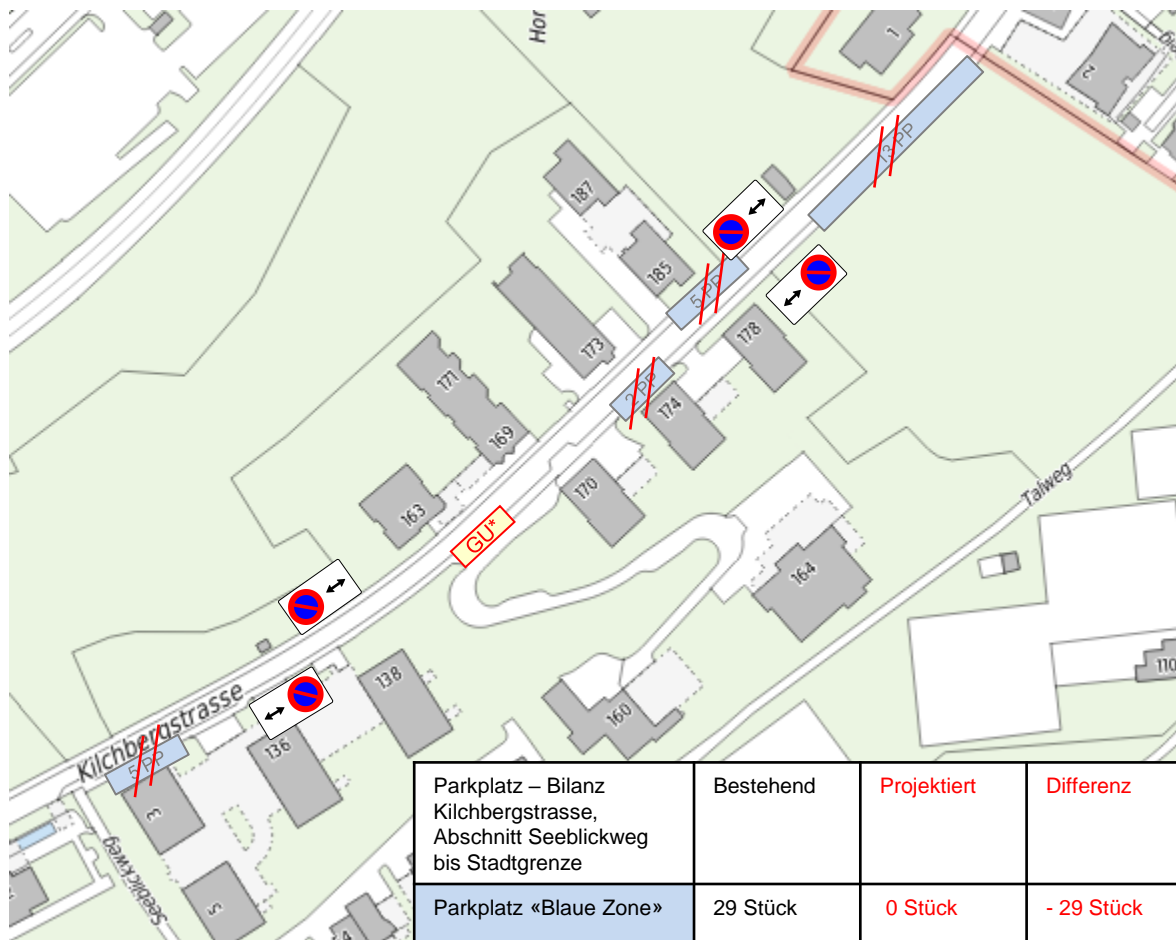 Hor
1
2
13 PP
187
185
5 PP
178
173
2 PP
174
171
169
170
163
GU*
Talweg
164
110
138
160
Kilchbergstrasse
136
5 PP
3
Seeblickweg
5
4
Parkplatz – Bilanz
Kilchbergstrasse,
Abschnitt Seeblickweg
bis Stadtgrenze
Bestehend
Projektiert
Differenz
Parkplatz «Blaue Zone»
29 Stück
0 Stück
- 29 Stück